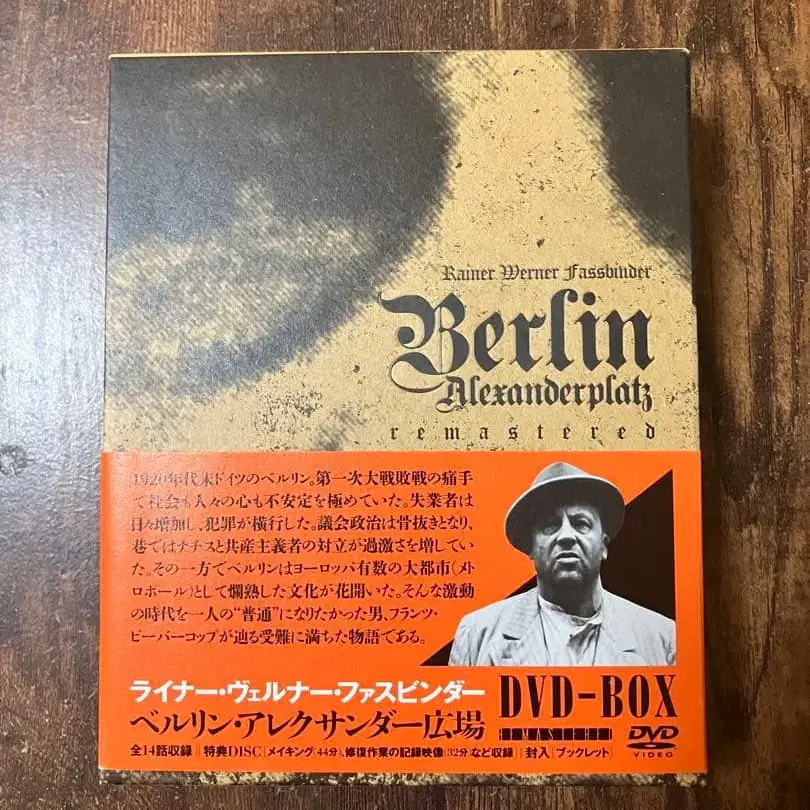 Rainer Werner Fassbinder
Berlin
Alexanderplatz
remastered
1920年代末ドイツのベルリン。第一次大戦敗戦の痛手
で社会も人々の心も不安定を極めていた。失業者は
日々増加し、犯罪が横行した。議会政治は骨抜きとなり、
巷ではナチスと共産主義者の対立が過激さを増してい
た。その一方でベルリンはヨーロッパ有数の大都市(メト
ロポール)として爛熟した文化が花開いた。そんな激動
の時代を一人の“普通”になりたかった男、フランツ・
ビーバーコップが辿る受難に満ちた物語である。
ライナー・ヴェルナー・ファスビンダー
ベルリン・アレクサンダー広場
DVD-BOX
REMASTERED
DVD
VIDEO
全14話収録 || 特典DISC [メイキング(44分)、修復作業の記録映像(32分)など収録] || 封入 [ブックレット]